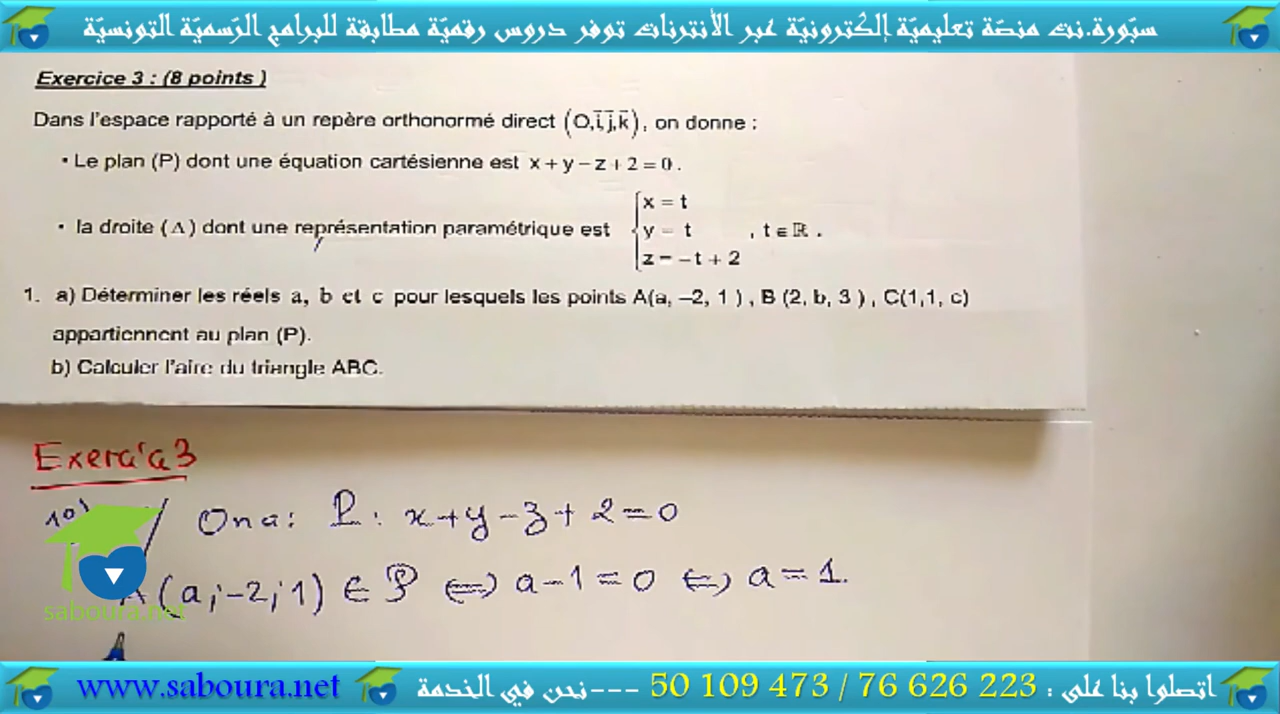 سبّورة.نت منصّة تعليميّة إلكترونيّة عبر الأنترنات توفر دروس رقميّة مطابقة للبرامج الرّسميّة التونسيّة
Exercice 3 : (8 points )
Dans l'espace rapporté à un repère orthonormé direct (O,i,j,k), on donne :
• Le plan (P) dont une équation cartésienne est x + y − z + 2 = 0 .
x = t
• la droite (Δ) dont une représentation paramétrique est y = t , t ∈ ℝ .
z = −t + 2
1. a) Déterminer les réels a, b et c pour lesquels les points A(a, –2, 1 ) , B (2, b, 3 ) , C(1,1, c)
appartiennent au plan (P).
b) Calculer l'aire du triangle ABC.
Exercice 3
1°) / On a : P : x+y-z+2=0
A (a,-2,1) ∈ P ⇔ a-1=0 ⇔ a=1.
saboura.net
www.saboura.net اتصلوا بنا على : 50 109 473 / 76 626 223 ---نحن في الخدمة